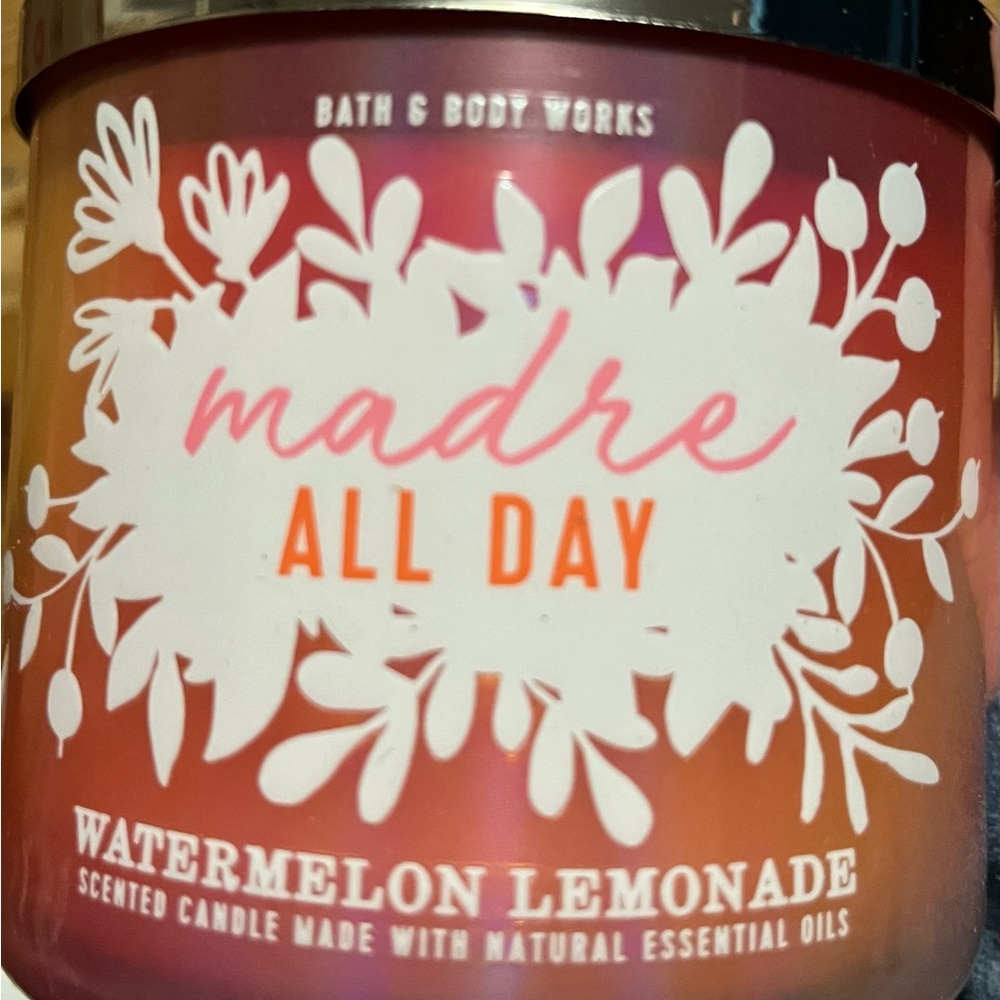 BATH & BODY WORKS
madre
ALL DAY
WATERMELON LEMONADE
SCENTED CANDLE MADE WITH NATURAL ESSENTIAL OILS